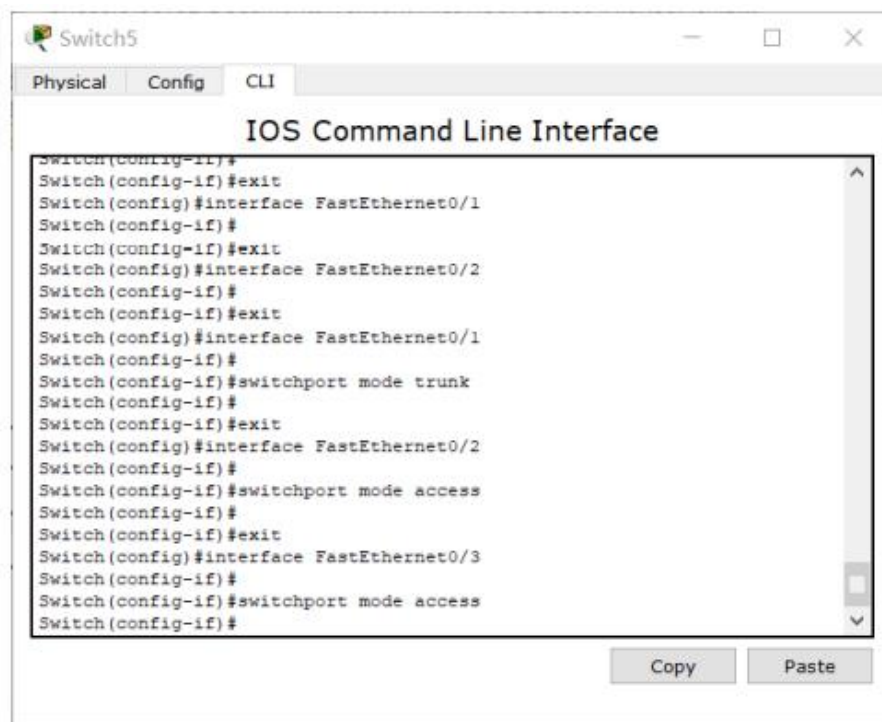 Switch5
Physical Config CLI
IOS Command Line Interface
Switch(config-if)#
Switch(config-if)#exit
Switch(config)#interface FastEthernet0/1
Switch(config-if)#
Switch(config-if)#exit
Switch(config)#interface FastEthernet0/2
Switch(config-if)#
Switch(config-if)#exit
Switch(config)#interface FastEthernet0/1
Switch(config-if)#
Switch(config-if)#switchport mode trunk
Switch(config-if)#
Switch(config-if)#exit
Switch(config)#interface FastEthernet0/2
Switch(config-if)#
Switch(config-if)#switchport mode access
Switch(config-if)#
Switch(config-if)#exit
Switch(config)#interface FastEthernet0/3
Switch(config-if)#
Switch(config-if)#switchport mode access
Switch(config-if)#
Copy Paste